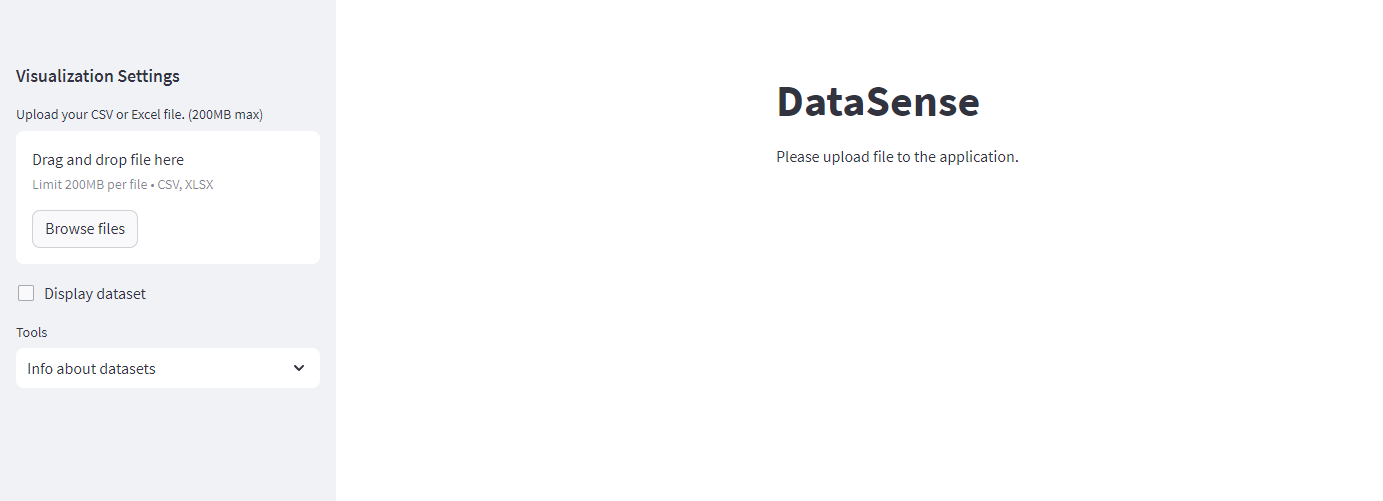 Visualization Settings
Upload your CSV or Excel file. (200MB max)
Drag and drop file here
Limit 200MB per file • CSV, XLSX
Browse files
Display dataset
Tools
Info about datasets
DataSense
Please upload file to the application.